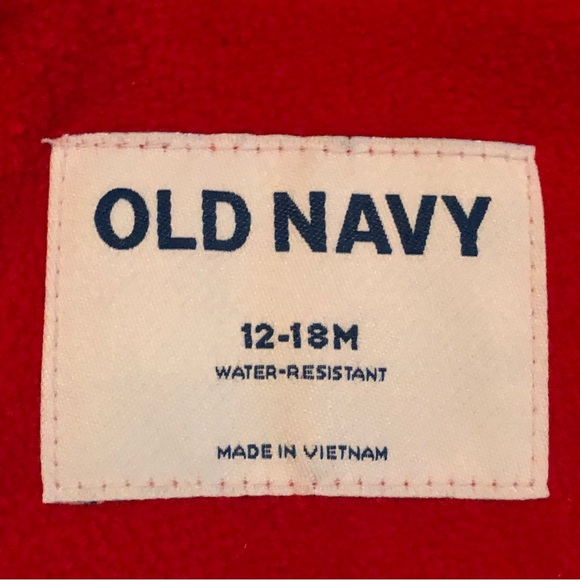 OLD NAVY
12-18M
WATER-RESISTANT
MADE IN VIETNAM